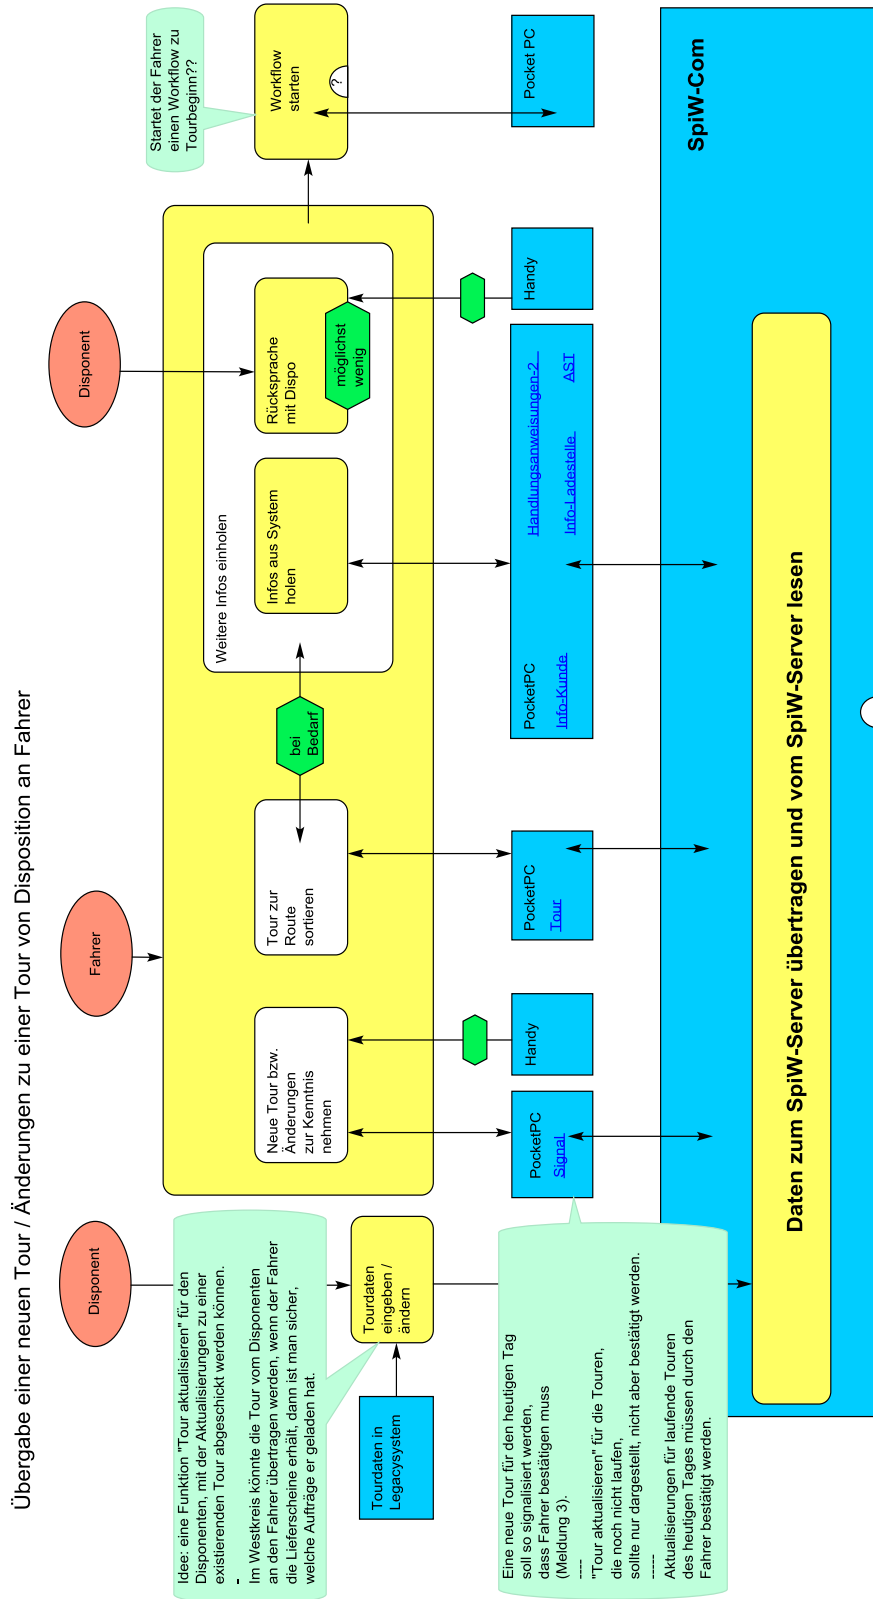 Übergabe einer neuen Tour / Änderungen zu einer Tour von Disposition an Fahrer
Disponent
Fahrer
Disponent
Startet der Fahrer
einen Workflow zu
Tourbeginn??
Idee: eine Funktion "Tour aktualisieren" für den
Disponenten, mit der Aktualisierungen zu einer
existierenden Tour abgeschickt werden können.
-
Im Westkreis könnte die Tour vom Disponenten
an den Fahrer übertragen werden, wenn der Fahrer
die Lieferscheine erhält, dann ist man sicher,
welche Aufträge er geladen hat.
Tourdaten in
Legacysystem
Tourdaten
eingeben /
ändern
Neue Tour bzw.
Änderungen
zur Kenntnis
nehmen
Tour zur
Route
sortieren
bei
Bedarf
Weitere Infos einholen
Infos aus System
holen
Rücksprache
mit Dispo
möglichst
wenig
Workflow
starten
?
Eine neue Tour für den heutigen Tag
soll so signalisiert werden,
dass Fahrer bestätigen muss
(Meldung 3).
----
"Tour aktualisieren" für die Touren,
die noch nicht laufen,
sollte nur dargestellt, nicht aber bestätigt werden.
-----
Aktualisierungen für laufende Touren
des heutigen Tages müssen durch den
Fahrer bestätigt werden.
PocketPC
Signal
Handy
PocketPC
Tour
PocketPC
Handlungsanweisungen-2
Info-Kunde
Info-Ladestelle
AST
Handy
Pocket PC
SpiW-Com
Daten zum SpiW-Server übertragen und vom SpiW-Server lesen